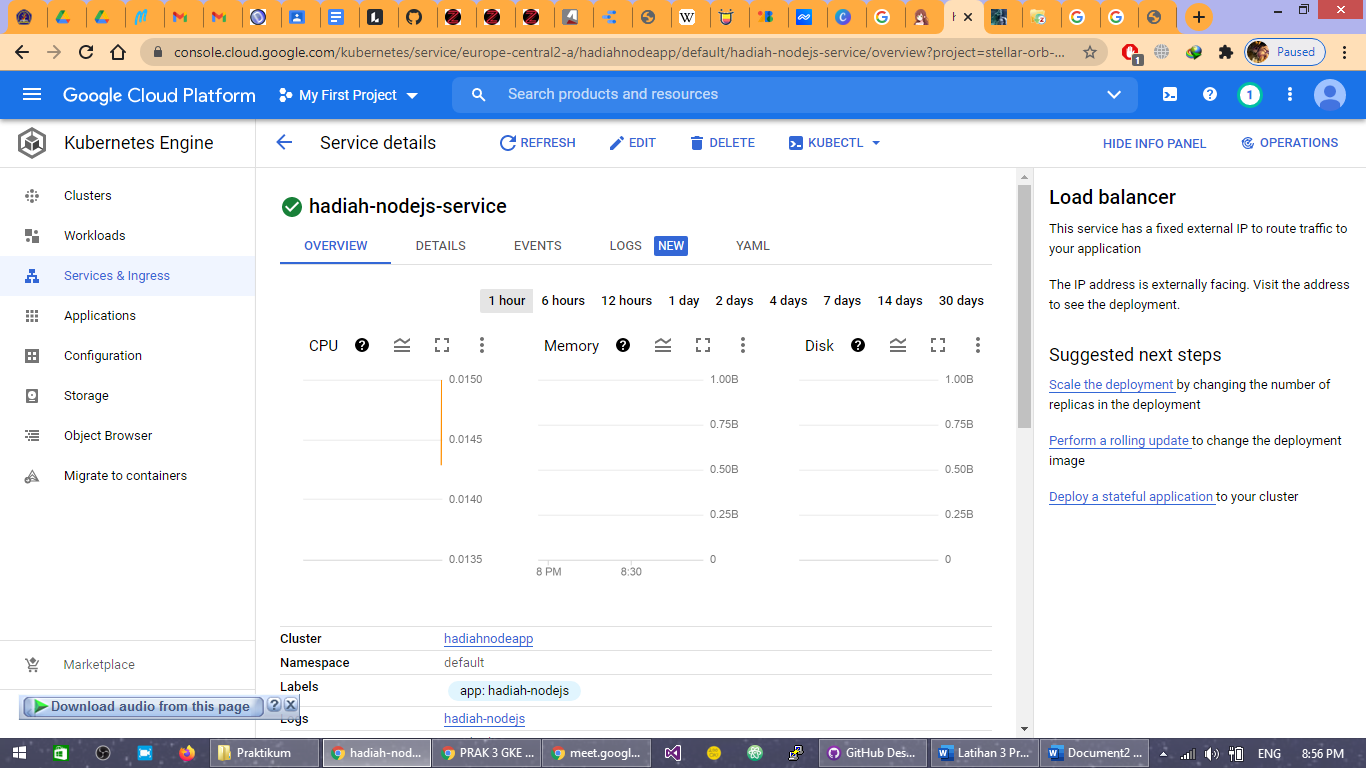 console.cloud.google.com/kubernetes/service/europe-central2-a/hadiahnodeapp/default/hadiah-nodejs-service/overview?project=stellar-orb-...
1
Paused
Google Cloud Platform
My First Project
Search products and resources
1
Kubernetes Engine
Service details
REFRESH
EDIT
DELETE
KUBECTL
HIDE INFO PANEL
OPERATIONS
Clusters
Workloads
Services & Ingress
Applications
Configuration
Storage
Object Browser
Migrate to containers
Marketplace
hadiah-nodejs-service
OVERVIEW
DETAILS
EVENTS
LOGS NEW
YAML
1 hour
6 hours
12 hours
1 day
2 days
4 days
7 days
14 days
30 days
CPU
0.0150
0.0145
0.0140
0.0135
Memory
1.00B
0.75B
0.50B
0.25B
0
8 PM
8:30
Disk
1.00B
0.75B
0.50B
0.25B
0
Cluster
hadiahnodeapp
Namespace
default
Labels
app: hadiah-nodejs
Logs
hadiah-nodejs
Load balancer
This service has a fixed external IP to route traffic to
your application
The IP address is externally facing. Visit the address
to see the deployment.
Suggested next steps
Scale the deployment by changing the number of
replicas in the deployment
Perform a rolling update to change the deployment
image
Deploy a stateful application to your cluster
Download audio from this page
Praktikum
hadiah-nod...
PRAK 3 GKE ...
meet.googl...
GitHub Des...
Latihan 3 Pr...
Document2 ...
ENG
8:56 PM